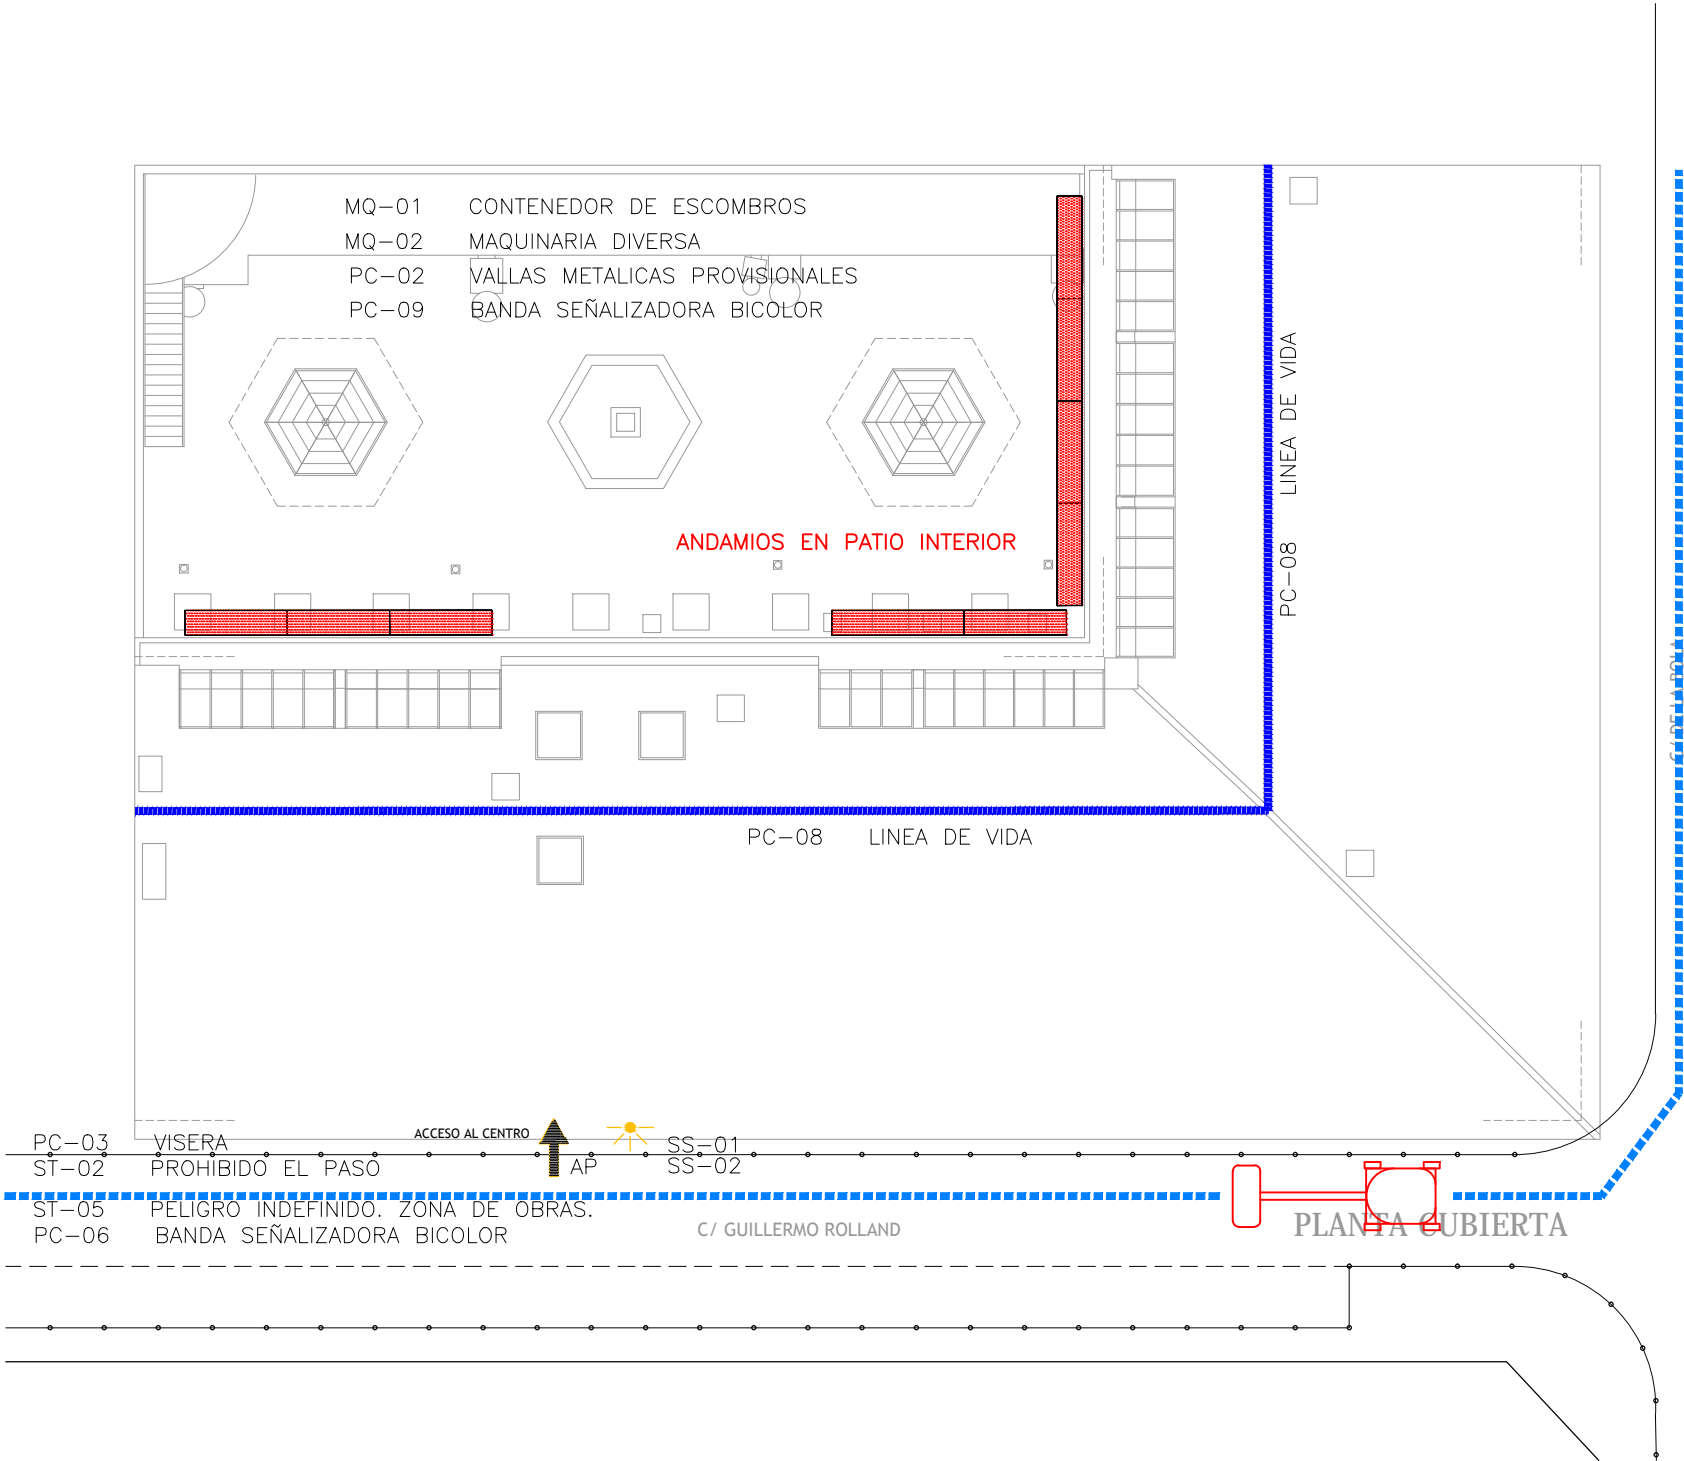 MQ-01 CONTENEDOR DE ESCOMBROS
MQ-02 MAQUINARIA DIVERSA
PC-02 VALLAS METALICAS PROVISIONALES
PC-09 BANDA SEÑALIZADORA BICOLOR
ANDAMIOS EN PATIO INTERIOR
PC-08 LINEA DE VIDA
PC-08 LINEA DE VIDA
C/ DE LA BOLA
ACCESO AL CENTRO
AP
SS-01
SS-02
PC-03 VISERA
ST-02 PROHIBIDO EL PASO
ST-05 PELIGRO INDEFINIDO. ZONA DE OBRAS.
PC-06 BANDA SEÑALIZADORA BICOLOR
C/ GUILLERMO ROLLAND
PLANTA CUBIERTA